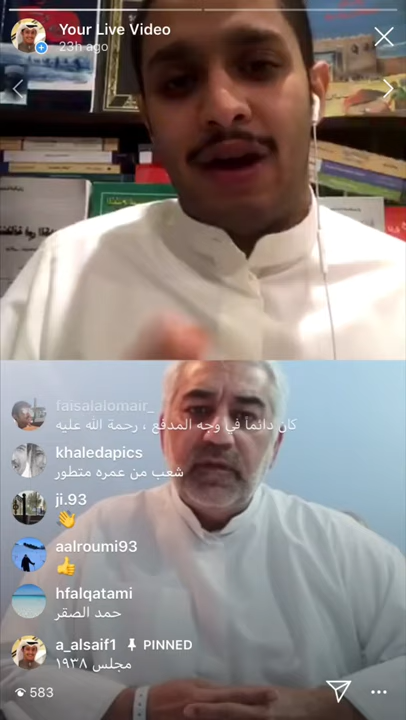 Your Live Video
23h ago
faisalalomair_
كان دائماً في وجه المدفع ، رحمة الله عليه
khaledapics
شعب من عمره متطور
ji.93
👋
aalroumi93
👍
hfalqatami
حمد الصقر
a_alsaif1 PINNED
مجلس ١٩٣٨
583